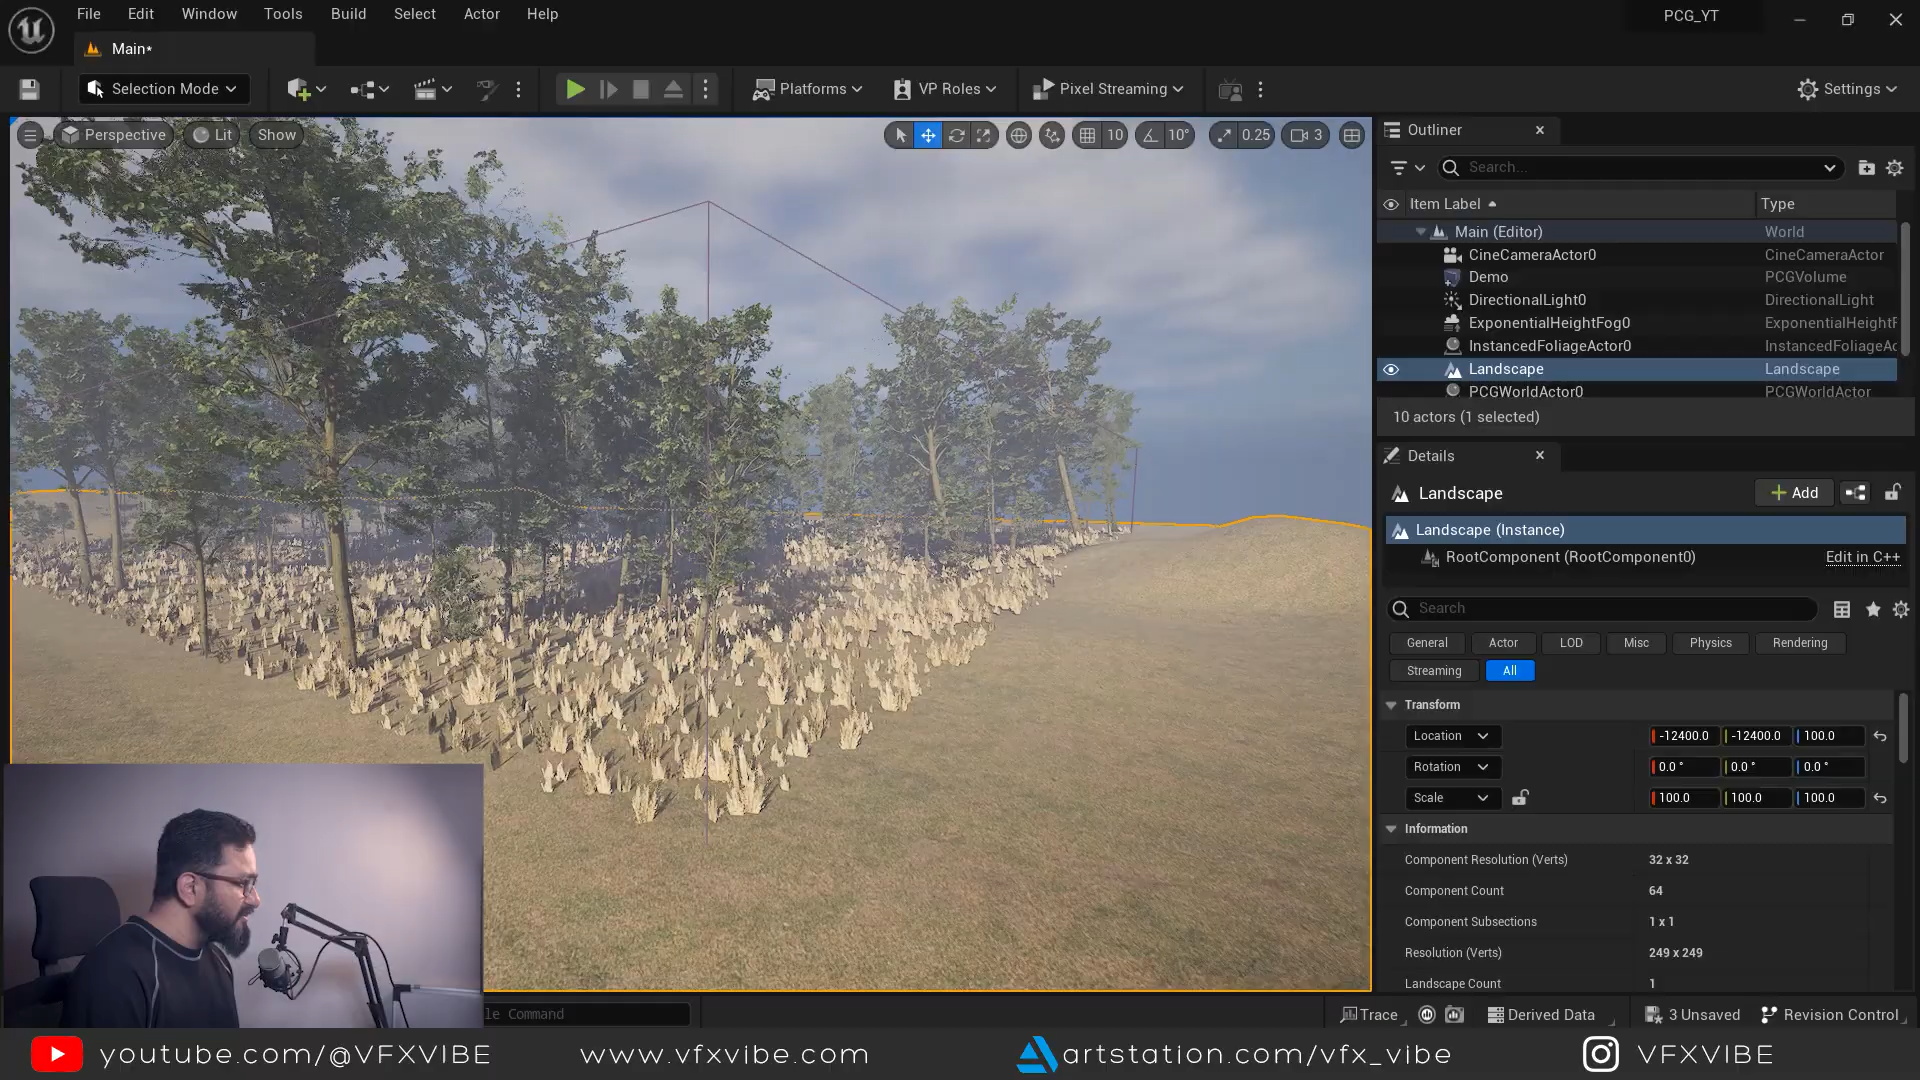 File Edit Window Tools Build Select Actor Help
PCG_YT
Main*
Selection Mode
Platforms
VP Roles
Pixel Streaming
Settings
Perspective
Lit
Show
10
10°
0.25
3
Outliner
Search...
Item Label
Type
Main (Editor) World
CineCameraActor0 CineCameraActor
Demo PCGVolume
DirectionalLight0 DirectionalLight
ExponentialHeightFog0 ExponentialHeightF
InstancedFoliageActor0 InstancedFoliageAc
Landscape Landscape
PCGWorldActor0 PCGWorldActor
10 actors (1 selected)
Details
Landscape
Add
Landscape (Instance)
RootComponent (RootComponent0) Edit in C++
Search
General Actor LOD Misc Physics Rendering
Streaming All
Transform
Location -12400.0 -12400.0 100.0
Rotation 0.0 ° 0.0 ° 0.0 °
Scale 100.0 100.0 100.0
Information
Component Resolution (Verts) 32 x 32
Component Count 64
Component Subsections 1 x 1
Resolution (Verts) 249 x 249
Landscape Count 1
le Command
Trace
Derived Data
3 Unsaved
Revision Control
youtube.com/@VFXVIBE
www.vfxvibe.com
artstation.com/vfx_vibe
VFXVIBE